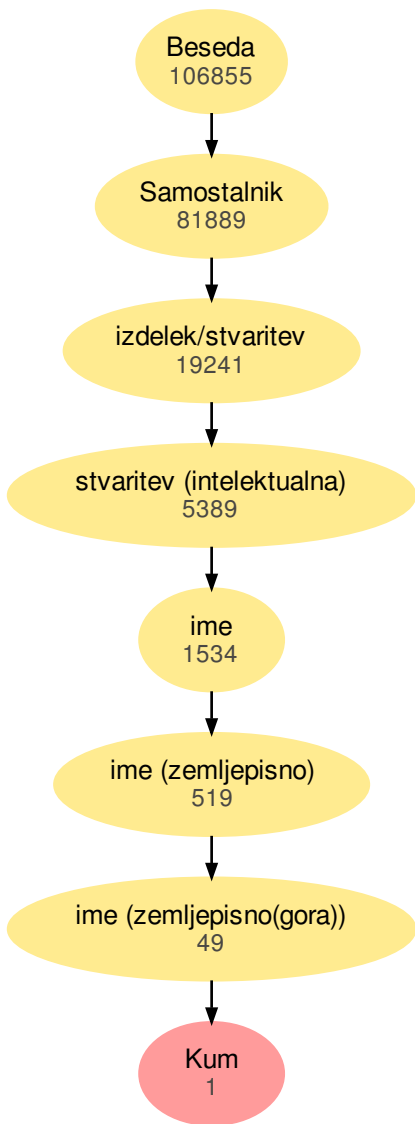 Beseda
106855
Samostalnik
81889
izdelek/stvaritev
19241
stvaritev (intelektualna)
5389
ime
1534
ime (zemljepisno)
519
ime (zemljepisno(gora))
49
Kum
1